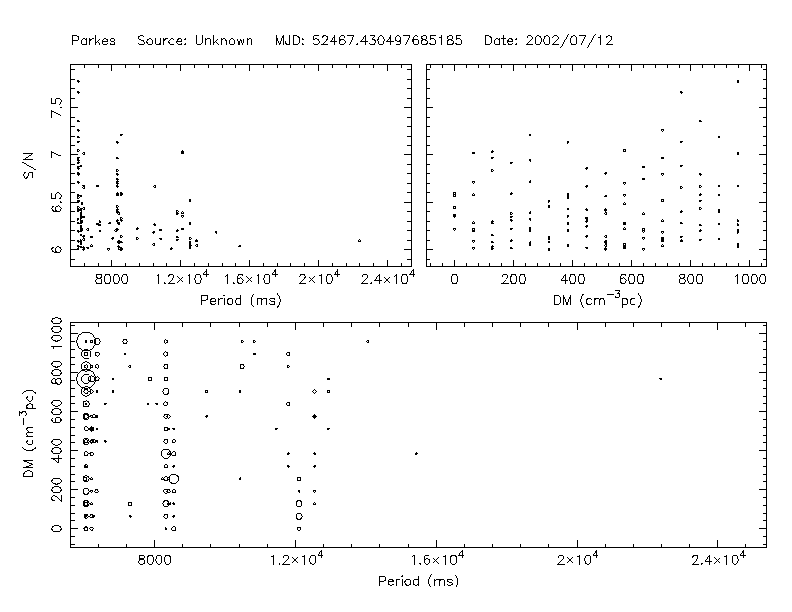 Parkes Source: Unknown MJD: 52467.430497685185 Date: 2002/07/12
S/N
7.5
7
6.5
6
8000 1.2×10⁴ 1.6×10⁴ 2×10⁴ 2.4×10⁴
Period (ms)
0 200 400 600 800 1000
DM (cm⁻³pc)
DM (cm⁻³pc)
1000
800
600
400
200
0
8000 1.2×10⁴ 1.6×10⁴ 2×10⁴ 2.4×10⁴
Period (ms)